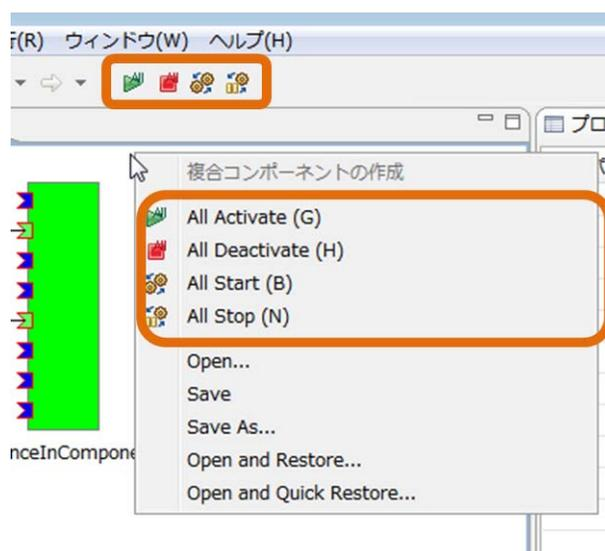 (R) ウィンドウ(W) ヘルプ(H)
プロ
複合コンポーネントの作成
All Activate (G)
All Deactivate (H)
All Start (B)
All Stop (N)
Open...
Save
Save As...
Open and Restore...
Open and Quick Restore...
nceInCompone